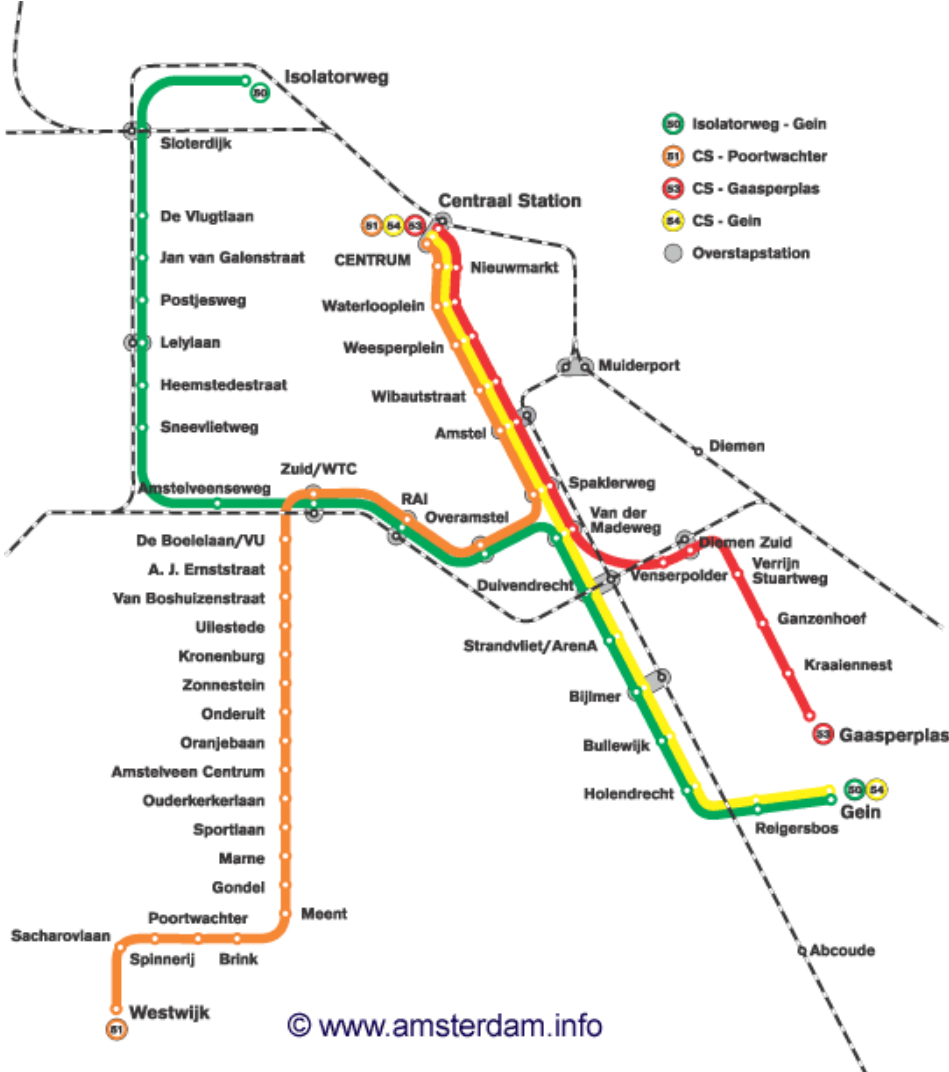 Isolatorweg
50
Sloterdijk
De Vlugtlaan
Jan van Galenstraat
Postjesweg
Lelylaan
Heemstedestraat
Sneevlietweg
Amstelveenseweg
50 Isolatorweg - Gein
51 CS - Poortwachter
53 CS - Gaasperplas
54 CS - Gein
Overstapstation
Centraal Station
51 54 53
CENTRUM
Nieuwmarkt
Waterlooplein
Weesperplein
Wibautstraat
Amstel
Muiderport
Diemen
Spaklerweg
Van der
Madeweg
Zuid/WTC
RAI
Overamstel
Duivendrecht
Venserpolder
Diemen Zuid
Verrijn
Stuartweg
Ganzenhoef
Kraaiennest
53 Gaasperplas
Strandvliet/ArenA
Bijlmer
Bullewijk
Holendrecht
Reigersbos
50 54
Gein
Abcoude
De Boelelaan/VU
A. J. Ernststraat
Van Boshuizenstraat
Uilestede
Kronenburg
Zonnestein
Onderuit
Oranjebaan
Amstelveen Centrum
Ouderkerkerlaan
Sportlaan
Marne
Gondel
Meent
Poortwachter
Sacharovlaan
Spinnerij
Brink
Westwijk
51
© www.amsterdam.info